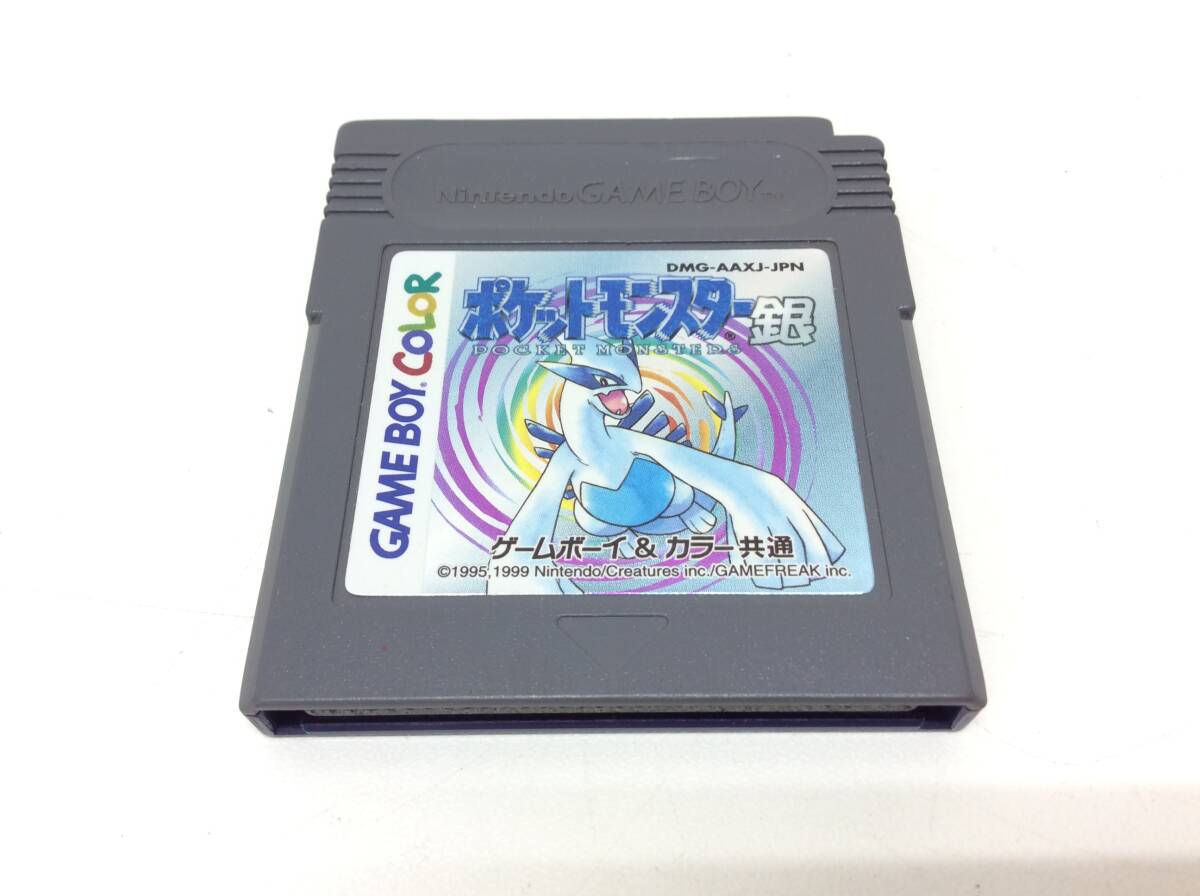 Nintendo GAME BOY TM
DMG-AAXJ-JPN
ポケットモンスター® 銀
POCKET MONSTERS
GAME BOY® COLOR
ゲームボーイ & カラー共通
©1995,1999 Nintendo/Creatures inc./GAMEFREAK inc.